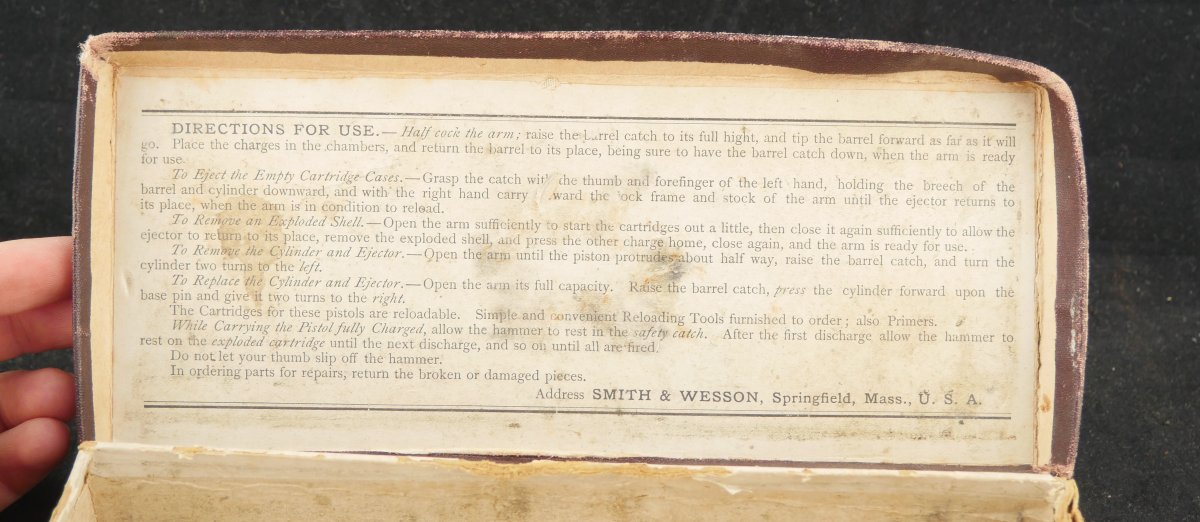 DIRECTIONS FOR USE.—Half cock the arm; raise the barrel catch to its full hight, and tip the barrel forward as far as it will
go. Place the charges in the chambers, and return the barrel to its place, being sure to have the barrel catch down, when the arm is ready
for use.
To Eject the Empty Cartridge Cases.—Grasp the catch with the thumb and forefinger of the left hand, holding the breech of the
barrel and cylinder downward, and with the right hand carry the frame and stock of the arm until the ejector returns to
its place, when the arm is in condition to reload.
To Remove an Exploded Shell.—Open the arm sufficiently to start the cartridges out a little, then close it again sufficiently to allow the
ejector to return to its place, remove the exploded shell, and press the other charge home, close again, and the arm is ready for use.
To Remove the Cylinder and Ejector.—Open the arm until the piston protrudes about half way, raise the barrel catch, and turn the
cylinder two turns to the left.
To Replace the Cylinder and Ejector.—Open the arm its full capacity. Raise the barrel catch, press the cylinder forward upon the
base pin and give it two turns to the right.
The Cartridges for these pistols are reloadable. Simple and convenient Reloading Tools furnished to order; also Primers.
While Carrying the Pistol fully Charged, allow the hammer to rest in the safety catch. After the first discharge allow the hammer to
rest on the exploded cartridge until the next discharge, and so on until all are fired.
Do not let your thumb slip off the hammer.
In ordering parts for repairs, return the broken or damaged pieces.
Address SMITH & WESSON, Springfield, Mass., U. S. A.